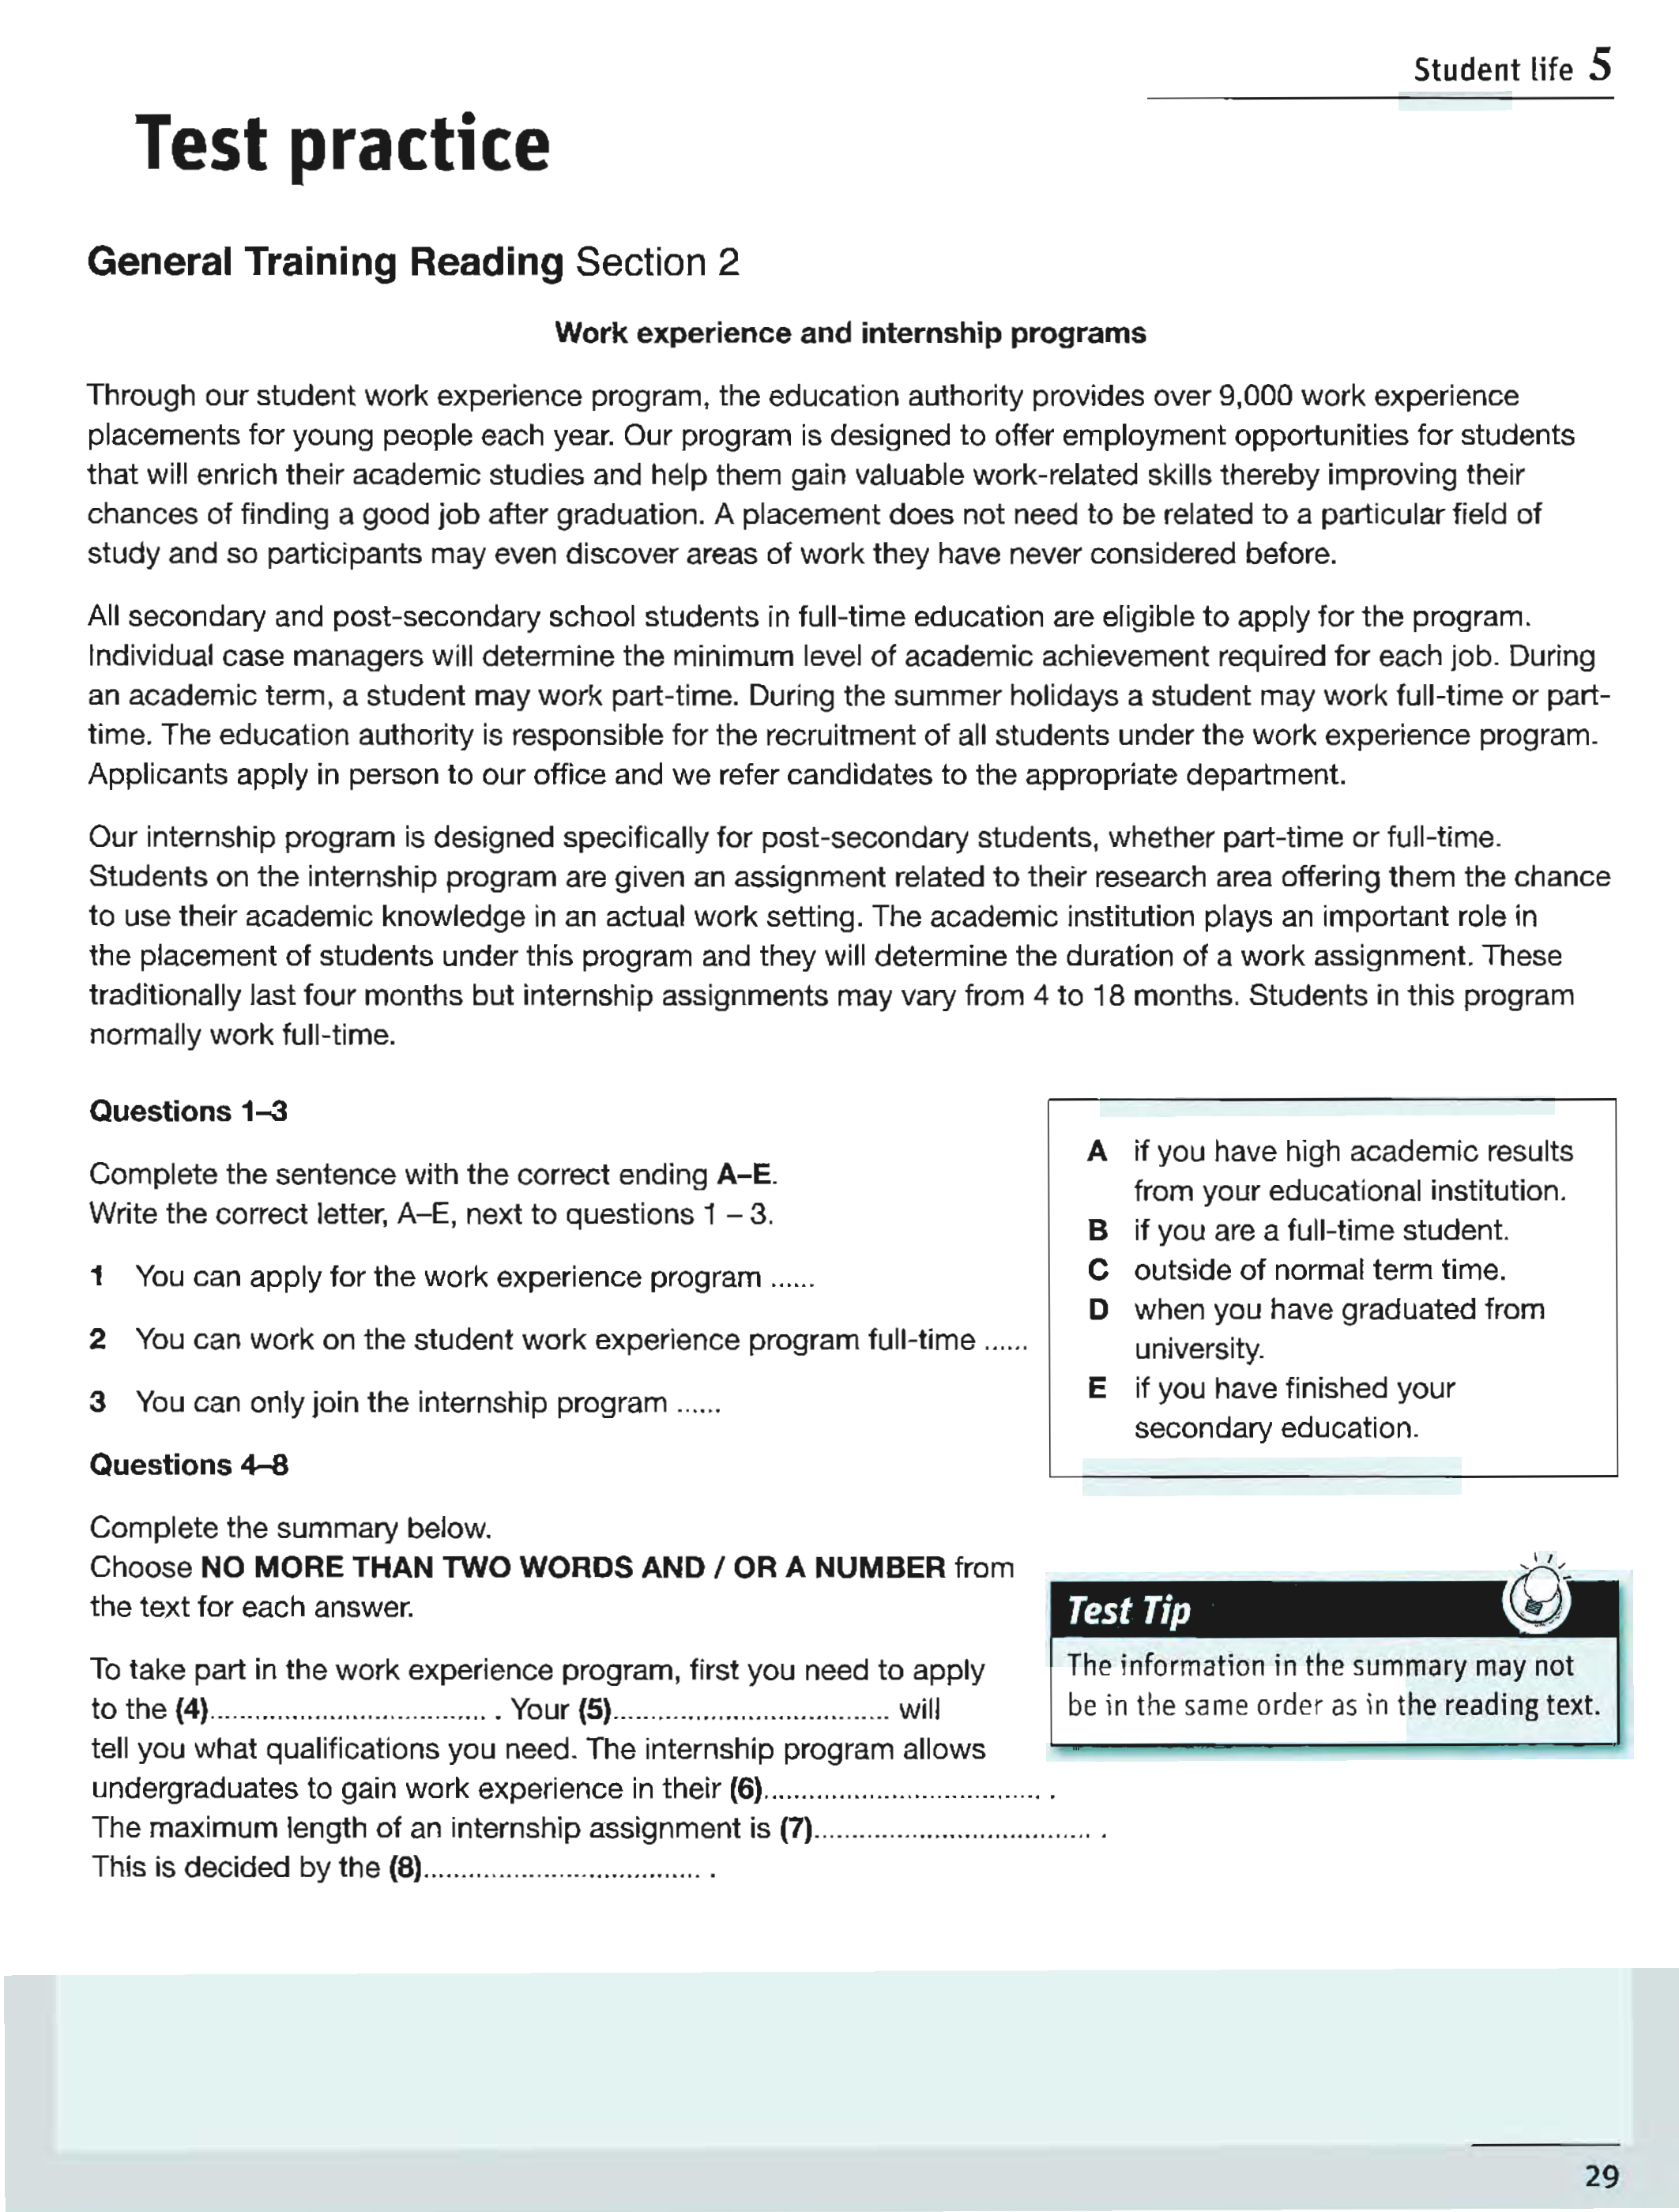 Student life 5
Test practice
General Training Reading Section 2
Work experience and internship programs
Through our student work experience program, the education authority provides over 9,000 work experience
placements for young people each year. Our program is designed to offer employment opportunities for students
that will enrich their academic studies and help them gain valuable work-related skills thereby improving their
chances of finding a good job after graduation. A placement does not need to be related to a particular field of
study and so participants may even discover areas of work they have never considered before.
All secondary and post-secondary school students in full-time education are eligible to apply for the program.
Individual case managers will determine the minimum level of academic achievement required for each job. During
an academic term, a student may work part-time. During the summer holidays a student may work full-time or part-
time. The education authority is responsible for the recruitment of all students under the work experience program.
Applicants apply in person to our office and we refer candidates to the appropriate department.
Our internship program is designed specifically for post-secondary students, whether part-time or full-time.
Students on the internship program are given an assignment related to their research area offering them the chance
to use their academic knowledge in an actual work setting. The academic institution plays an important role in
the placement of students under this program and they will determine the duration of a work assignment. These
traditionally last four months but internship assignments may vary from 4 to 18 months. Students in this program
normally work full-time.
Questions 1–3
Complete the sentence with the correct ending A–E.
Write the correct letter, A–E, next to questions 1 – 3.
1 You can apply for the work experience program ......
2 You can work on the student work experience program full-time ......
3 You can only join the internship program ......
A if you have high academic results
from your educational institution.
B if you are a full-time student.
C outside of normal term time.
D when you have graduated from
university.
E if you have finished your
secondary education.
Questions 4–8
Complete the summary below.
Choose NO MORE THAN TWO WORDS AND / OR A NUMBER from
the text for each answer.
To take part in the work experience program, first you need to apply
to the (4)..................................... . Your (5)..................................... will
tell you what qualifications you need. The internship program allows
undergraduates to gain work experience in their (6)..................................... .
The maximum length of an internship assignment is (7)..................................... .
This is decided by the (8)..................................... .
Test Tip
The information in the summary may not
be in the same order as in the reading text.
29